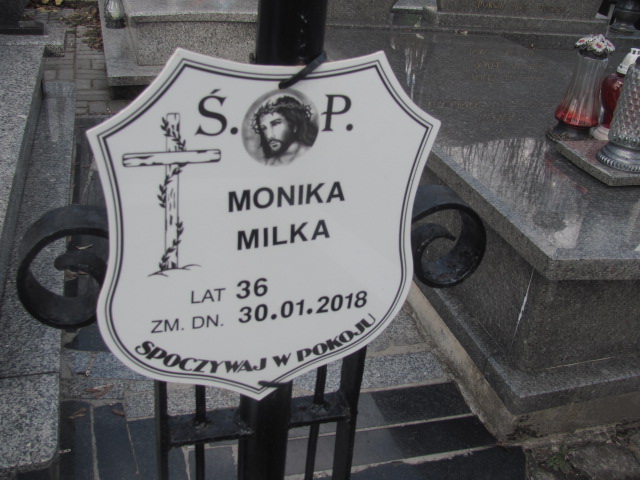 Ś. P.
MONIKA
MILKA
LAT 36
ZM. DN. 30.01.2018
SPOCZYWAJ W POKOJU